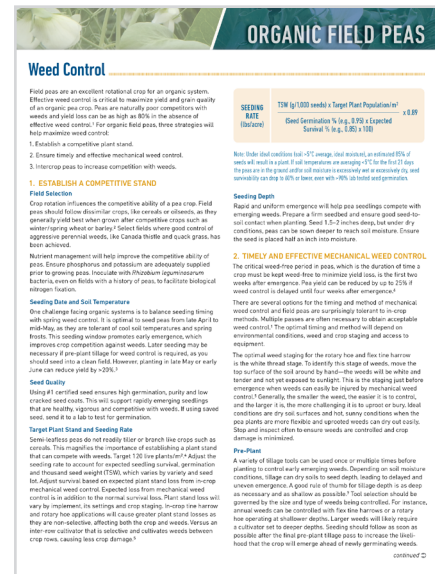 ORGANIC FIELD PEAS
Weed Control
Field peas are an excellent rotational crop for an organic system.
Effective weed control is critical to maximize yield and grain quality
of an organic pea crop. Peas are naturally poor competitors with
weeds and yield loss can be as high as 80% in the absence of
effective weed control.¹ For organic field peas, three strategies will
help maximize weed control:
1. Establish a competitive plant stand.
2. Ensure timely and effective mechanical weed control.
3. Intercrop peas to increase competition with weeds.
1. ESTABLISH A COMPETITIVE STAND
Field Selection
Crop rotation influences the competitive ability of a pea crop. Field
peas should follow dissimilar crops, like cereals or oilseeds, as they
generally yield best when grown after competitive crops such as
winter/spring wheat or barley.² Select fields where good control of
aggressive perennial weeds, like Canada thistle and quack grass, has
been achieved.
Nutrient management will help improve the competitive ability of
peas. Ensure phosphorus and potassium are adequately supplied
prior to growing peas. Inoculate with Rhizobium leguminosarum
bacteria, even on fields with a history of peas, to facilitate biological
nitrogen fixation.
Seeding Date and Soil Temperature
One challenge facing organic systems is to balance seeding timing
with spring weed control. It is optimal to seed peas from late April to
mid-May, as they are tolerant of cool soil temperatures and spring
frosts. This seeding window promotes early emergence, which
improves crop competition against weeds. Later seeding may be
necessary if pre-plant tillage for weed control is required, as you
should seed into a clean field. However, planting in late May or early
June can reduce yield by >20%.³
Seed Quality
Using #1 certified seed ensures high germination, purity and low
cracked seed coats. This will support rapidly emerging seedlings
that are healthy, vigorous and competitive with weeds. If using saved
seed, send it to a lab to test for germination.
Target Plant Stand and Seeding Rate
Semi-leafless peas do not readily tiller or branch like crops such as
cereals. This magnifies the importance of establishing a plant stand
that can compete with weeds. Target 120 live plants/m².⁴ Adjust the
seeding rate to account for expected seedling survival, germination
and thousand seed weight (TSW), which varies by variety and seed
lot. Adjust survival based on expected plant stand loss from in-crop
mechanical weed control. Expected loss from mechanical weed
control is in addition to the normal survival loss. Plant stand loss will
vary by implement, its settings and crop staging. In-crop tine harrow
and rotary hoe applications will cause greater plant stand losses as
they are non-selective, affecting both the crop and weeds. Versus an
inter-row cultivator that is selective and cultivates weeds between
crop rows, causing less crop damage.⁵
SEEDING
RATE
(lbs/acre)
TSW (g/1,000 seeds) x Target Plant Population/m²
(Seed Germination % (e.g., 0.95) x Expected
Survival % (e.g., 0.85) x 100)
x 0.89
Note: Under ideal conditions (soil >5°C average, ideal moisture), an estimated 85% of
seeds will result in a plant. If soil temperatures are averaging <5°C for the first 21 days
the peas are in the ground and/or soil moisture is excessively wet or excessively dry, seed
survivability can drop to 60% or lower, even with >90% lab tested seed germination.
Seeding Depth
Rapid and uniform emergence will help pea seedlings compete with
emerging weeds. Prepare a firm seedbed and ensure good seed-to-
soil contact when planting. Seed 1.5–2 inches deep, but under dry
conditions, peas can be sown deeper to reach soil moisture. Ensure
the seed is placed half an inch into moisture.
2. TIMELY AND EFFECTIVE MECHANICAL WEED CONTROL
The critical weed-free period in peas, which is the duration of time a
crop must be kept weed-free to minimize yield loss, is the first two
weeks after emergence. Pea yield can be reduced by up to 25% if
weed control is delayed until four weeks after emergence.⁶
There are several options for the timing and method of mechanical
weed control and field peas are surprisingly tolerant to in-crop
methods. Multiple passes are often necessary to obtain acceptable
weed control.⁷ The optimal timing and method will depend on
environmental conditions, weed and crop staging and access to
equipment.
The optimal weed staging for the rotary hoe and flex tine harrow
is the white thread stage. To identify this stage of weeds, move the
top surface of the soil around by hand—the weeds will be white and
tender and not yet exposed to sunlight. This is the staging just before
emergence when weeds can easily be injured by mechanical weed
control. Generally, the smaller the weed, the easier it is to control,
and the larger it is, the more challenging it is to uproot or bury. Ideal
conditions are dry soil surfaces and hot, sunny conditions when the
pea plants are more flexible and uprooted weeds can dry out easily.
Stop and inspect often to ensure weeds are controlled and crop
damage is minimized.
Pre-Plant
A variety of tillage tools can be used once or multiple times before
planting to control early emerging weeds. Depending on soil moisture
conditions, tillage can dry soils to seed depth, leading to delayed and
uneven emergence. A good rule of thumb for tillage depth is as deep
as necessary and as shallow as possible.⁸ Tool selection should be
governed by the size and type of weeds being controlled. For instance,
annual weeds can be controlled with flex tine harrows or a rotary
hoe operating at shallower depths. Larger weeds will likely require
a cultivator set to deeper depths. Seeding should follow as soon as
possible after the final pre-plant tillage pass to increase the likeli-
hood that the crop will emerge ahead of newly germinating weeds.
continued